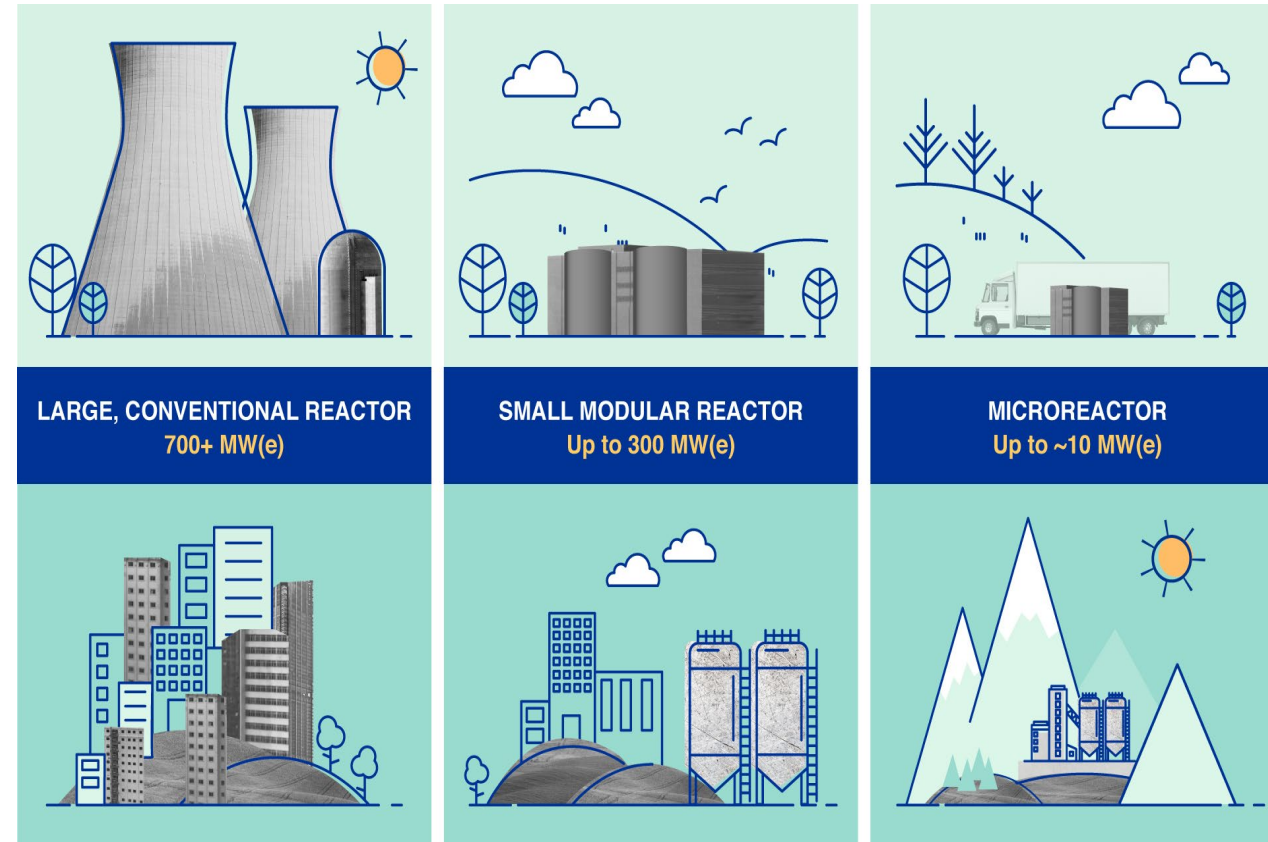 LARGE, CONVENTIONAL REACTOR
700+ MW(e)
SMALL MODULAR REACTOR
Up to 300 MW(e)
MICROREACTOR
Up to ~10 MW(e)